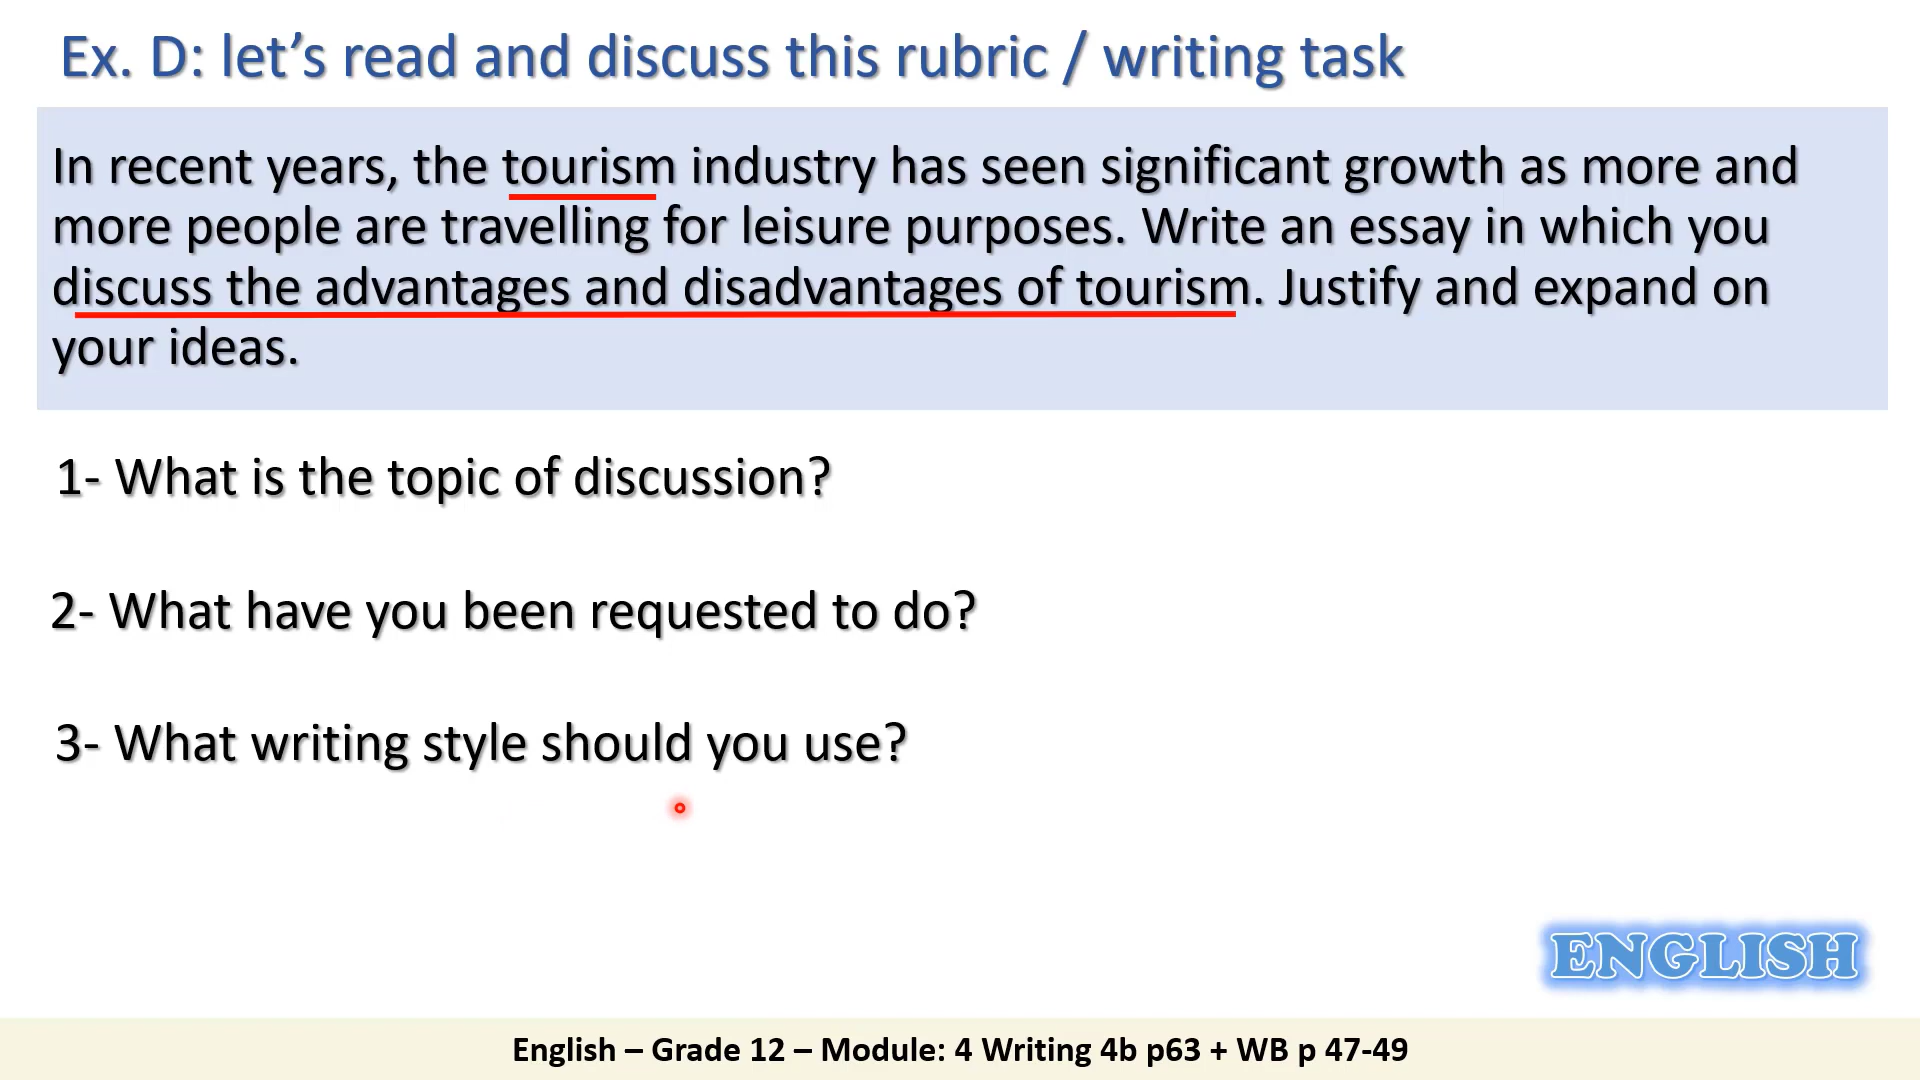 Ex. D: let’s read and discuss this rubric / writing task
In recent years, the tourism industry has seen significant growth as more and
more people are travelling for leisure purposes. Write an essay in which you
discuss the advantages and disadvantages of tourism. Justify and expand on
your ideas.
1- What is the topic of discussion?
2- What have you been requested to do?
3- What writing style should you use?
ENGLISH
English – Grade 12 – Module: 4 Writing 4b p63 + WB p 47-49